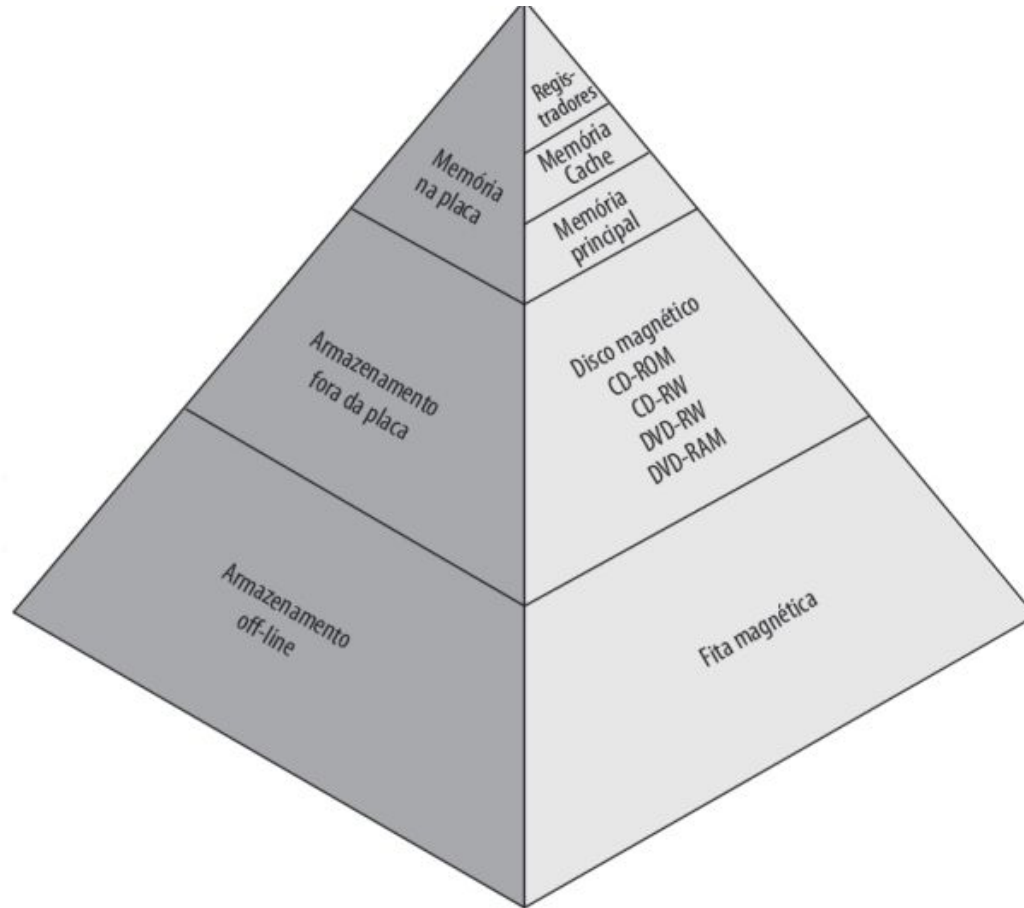 Regis-
tradores
Memória
Cache
Memória
principal
Memória
na placa
Disco magnético
CD-ROM
CD-RW
DVD-RW
DVD-RAM
Armazenamento
fora da placa
Fita magnética
Armazenamento
off-line